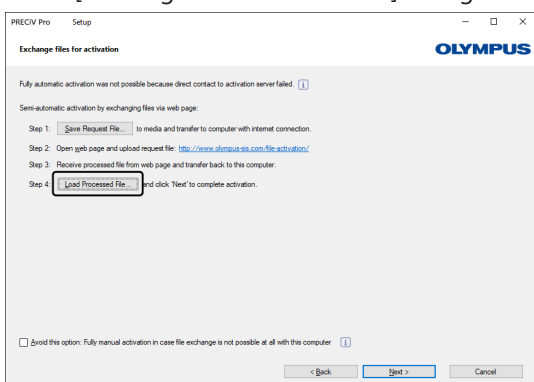 PRECiV Pro Setup
Exchange files for activation
OLYMPUS
Fully automatic activation was not possible because direct contact to activation server failed. i
Semi-automatic activation by exchanging files via web page:
Step 1: Save Request File... to media and transfer to computer with internet connection.
Step 2: Open web page and upload request file: http://www.olympus-sis.com/file-activation/
Step 3: Receive processed file from web page and transfer back to this computer.
Step 4: Load Processed File... and click 'Next' to complete activation.
Avoid this option: Fully manual activation in case file exchange is not possible at all with this computer i
< Back Next > Cancel